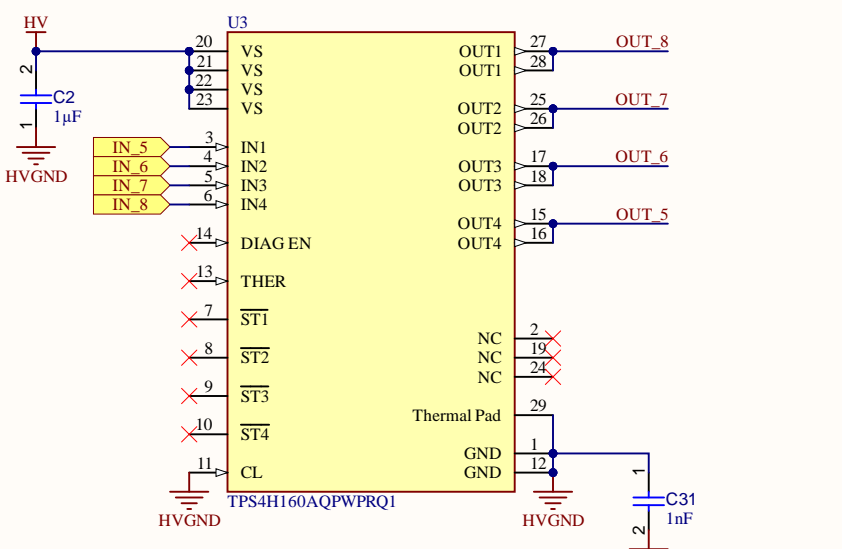 HV
U3
20 VS
21 VS
22 VS
23 VS
2
C2
1µF
1
HVGND
IN_5 3 IN1
IN_6 4 IN2
IN_7 5 IN3
IN_8 6 IN4
14 DIAG EN
13 THER
7 ST1
8 ST2
9 ST3
10 ST4
11 CL
HVGND
TPS4H160AQPWPRQ1
OUT1 27 OUT_8
OUT1 28
OUT2 25 OUT_7
OUT2 26
OUT3 17 OUT_6
OUT3 18
OUT4 15 OUT_5
OUT4 16
NC 2
NC 19
NC 24
Thermal Pad 29
GND 1
GND 12
HVGND
1
C31
1nF
2